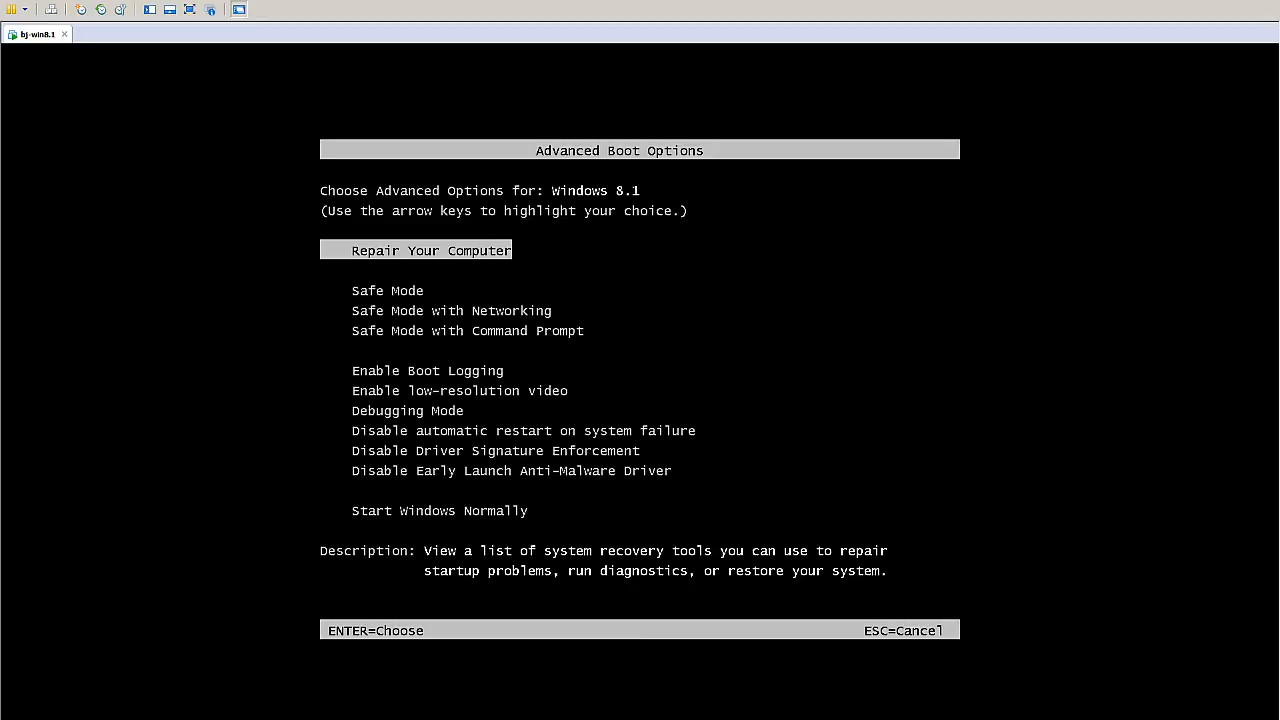 bj-win8.1
Advanced Boot Options
Choose Advanced Options for: Windows 8.1
(Use the arrow keys to highlight your choice.)
Repair Your Computer
Safe Mode
Safe Mode with Networking
Safe Mode with Command Prompt
Enable Boot Logging
Enable low-resolution video
Debugging Mode
Disable automatic restart on system failure
Disable Driver Signature Enforcement
Disable Early Launch Anti-Malware Driver
Start Windows Normally
Description: View a list of system recovery tools you can use to repair
startup problems, run diagnostics, or restore your system.
ENTER=Choose ESC=Cancel